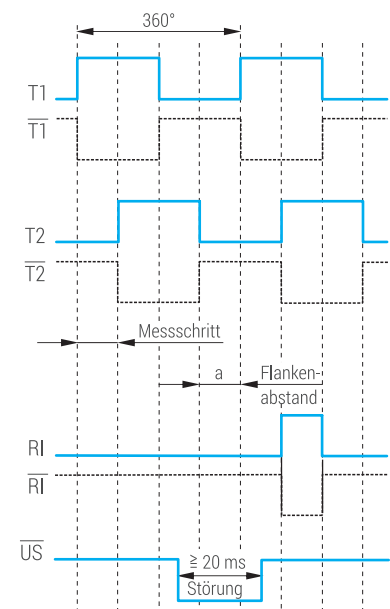 360°
T1
T1
T2
T2
Messschritt
a
Flanken-
abstand
RI
RI
US
≧ 20 ms
Störung